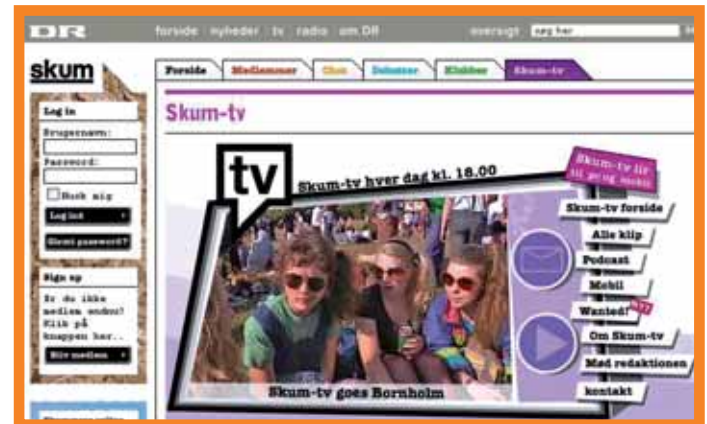 DR
forside nyheder tv radio om DR
oversigt søg her
skum
Forside Medlemmer Chat Debatter Klubber Skum-tv
Log in
Brugernavn:
Password:
Husk mig
Log ind
Glemt password?
Sign up
Er du ikke
medlem endnu?
Klik på
knappen her..
Bliv medlem
Skum-tv
tv
Skum-tv hver dag kl. 18.00
Skum-tv goes Bornholm
Skum-tv
til
Skum-tv forside
Alle klip
Podcast
Mobil
Wanted!
Om Skum-tv
Mød redaktionen
kontakt